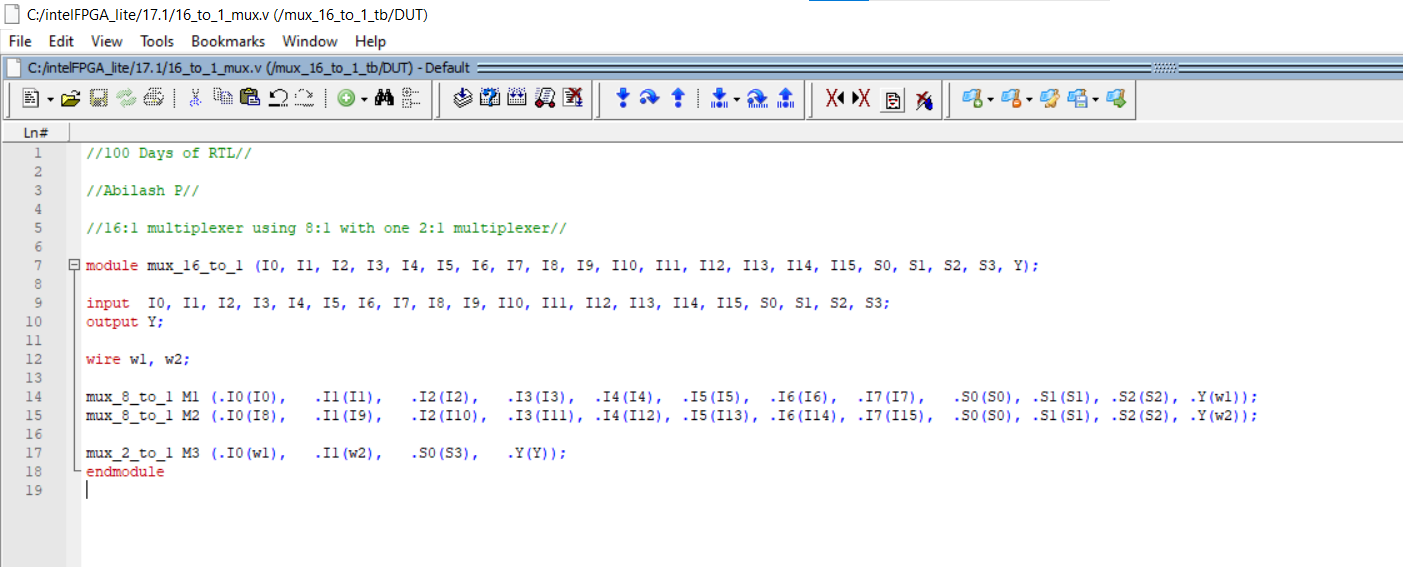 C:/intelFPGA_lite/17.1/16_to_1_mux.v (/mux_16_to_1_tb/DUT)
File Edit View Tools Bookmarks Window Help
C:/intelFPGA_lite/17.1/16_to_1_mux.v (/mux_16_to_1_tb/DUT) - Default
Ln#
1 //100 Days of RTL//
2
3 //Abilash P//
4
5 //16:1 multiplexer using 8:1 with one 2:1 multiplexer//
6
7 module mux_16_to_1 (I0, I1, I2, I3, I4, I5, I6, I7, I8, I9, I10, I11, I12, I13, I14, I15, S0, S1, S2, S3, Y);
8
9 input I0, I1, I2, I3, I4, I5, I6, I7, I8, I9, I10, I11, I12, I13, I14, I15, S0, S1, S2, S3;
10 output Y;
11
12 wire w1, w2;
13
14 mux_8_to_1 M1 (.I0(I0), .I1(I1), .I2(I2), .I3(I3), .I4(I4), .I5(I5), .I6(I6), .I7(I7), .S0(S0), .S1(S1), .S2(S2), .Y(w1));
15 mux_8_to_1 M2 (.I0(I8), .I1(I9), .I2(I10), .I3(I11), .I4(I12), .I5(I13), .I6(I14), .I7(I15), .S0(S0), .S1(S1), .S2(S2), .Y(w2));
16
17 mux_2_to_1 M3 (.I0(w1), .I1(w2), .S0(S3), .Y(Y));
18 endmodule
19